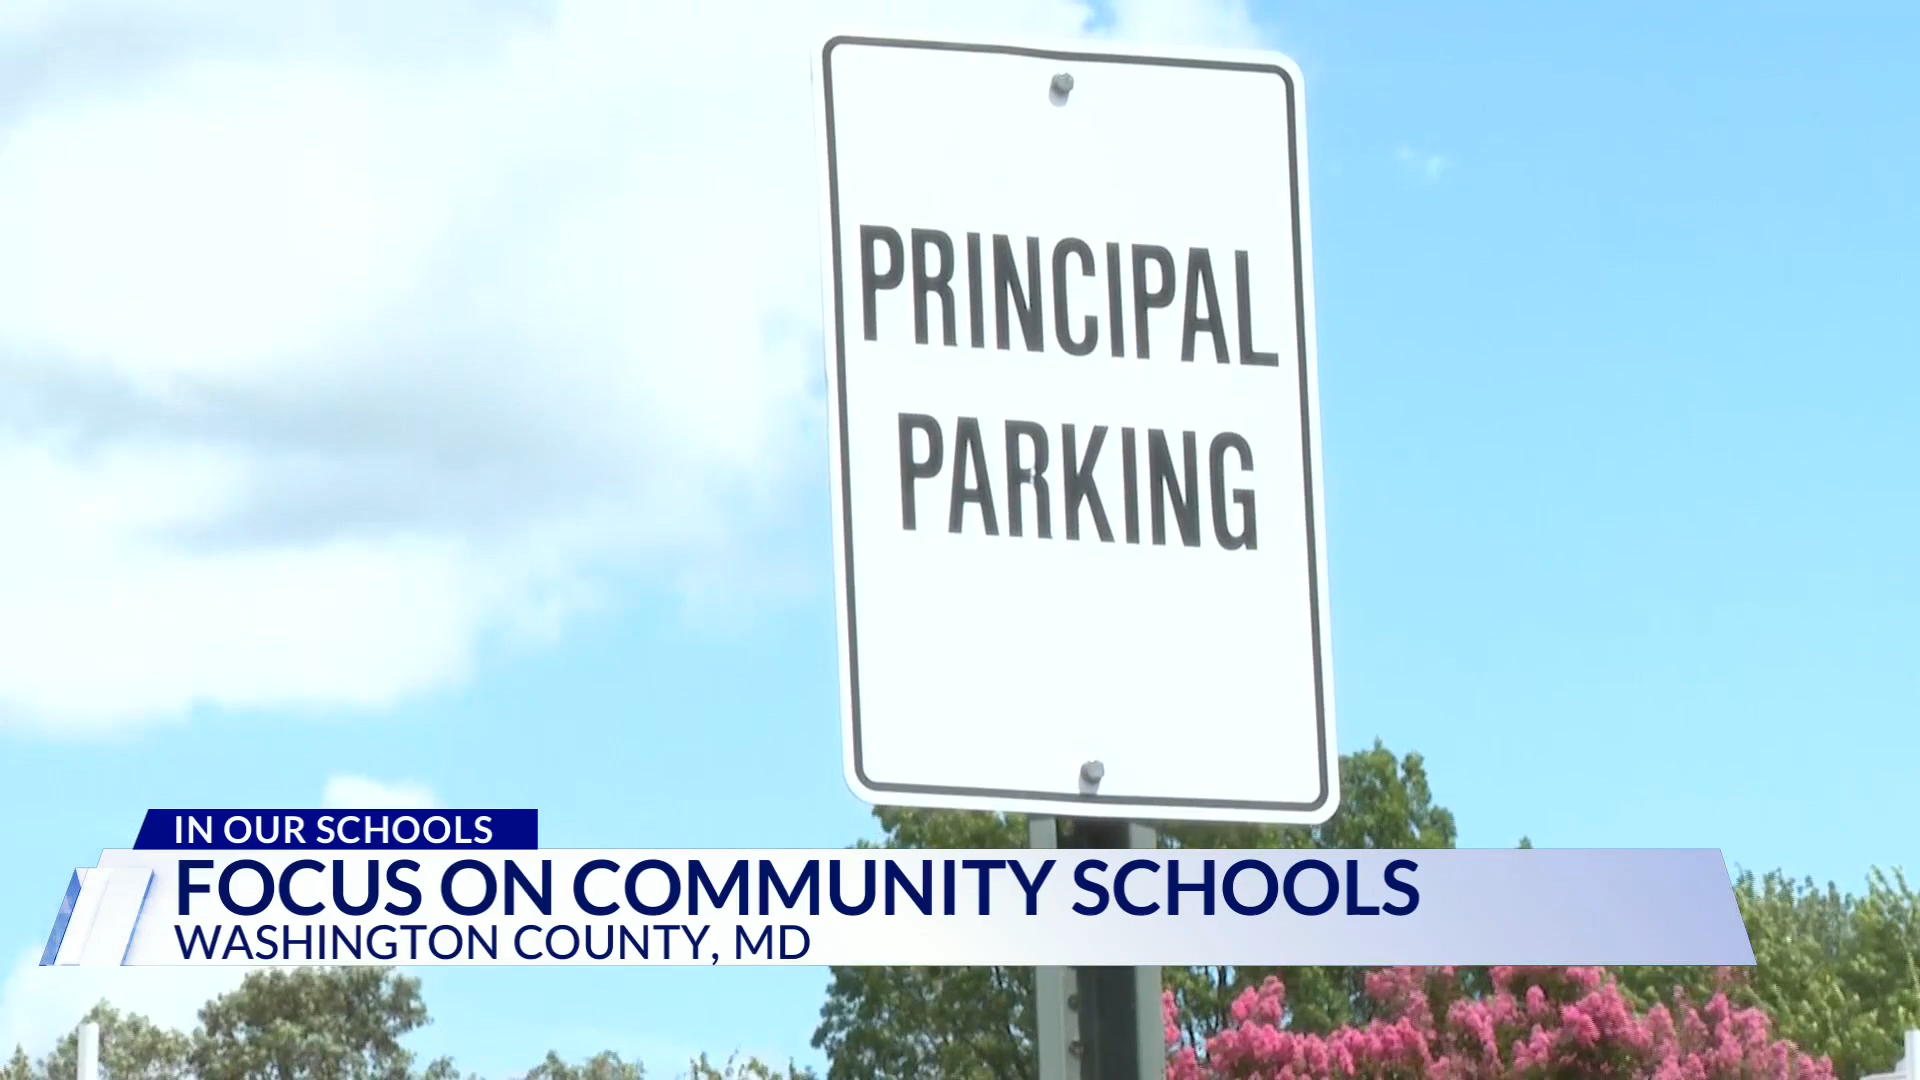 PRINCIPAL
PARKING
IN OUR SCHOOLS
FOCUS ON COMMUNITY SCHOOLS
WASHINGTON COUNTY, MD